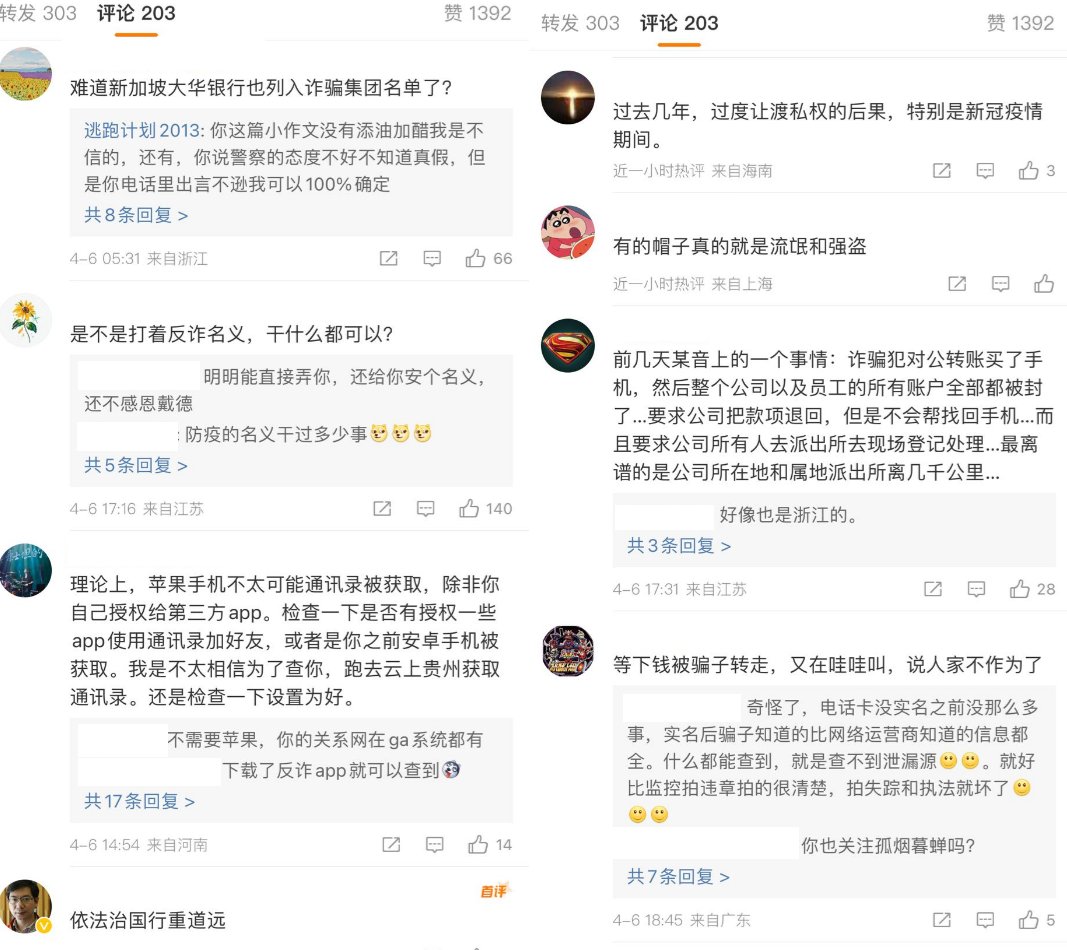 转发 303 评论 203 赞 1392
难道新加坡大华银行也列入诈骗集团名单了?
逃跑计划2013: 你这篇小作文没有添油加醋我是不
信的，还有，你说警察的态度不好不知道真假，但
是你电话里出言不逊我可以100%确定
共8条回复 >
4-6 05:31 来自浙江 66
是不是打着反诈名义，干什么都可以?
明明能直接弄你，还给你安个名义，
还不感恩戴德
: 防疫的名义干过多少事
共5条回复 >
4-6 17:16 来自江苏 140
理论上，苹果手机不太可能通讯录被获取，除非你
自己授权给第三方app。检查一下是否有授权一些
app使用通讯录加好友，或者是你之前安卓手机被
获取。我是不太相信为了查你，跑去云上贵州获取
通讯录。还是检查一下设置为好。
不需要苹果，你的关系网在ga系统都有
下载了反诈app就可以查到
共17条回复 >
4-6 14:54 来自河南 14
首评
依法治国行重道远
转发 303 评论 203 赞 1392
过去几年，过度让渡私权的后果，特别是新冠疫情
期间。
近一小时热评 来自海南 3
有的帽子真的就是流氓和强盗
近一小时热评 来自上海
前几天某音上的一个事情：诈骗犯对公转账买了手
机，然后整个公司以及员工的所有账户全部都被封
了...要求公司把款项退回，但是不会帮找回手机...而
且要求公司所有人去派出所去现场登记处理...最离
谱的是公司所在地和属地派出所离几千公里...
好像也是浙江的。
共3条回复 >
4-6 17:31 来自江苏 28
等下钱被骗子转走，又在哇哇叫，说人家不作为了
奇怪了，电话卡没实名之前没那么多
事，实名后骗子知道的比网络运营商知道的信息都
全。什么都能查到，就是查不到泄漏源。就好
比监控拍违章拍的很清楚，拍失踪和执法就坏了
你也关注孤烟暮蝉吗?
共7条回复 >
4-6 18:45 来自广东 5